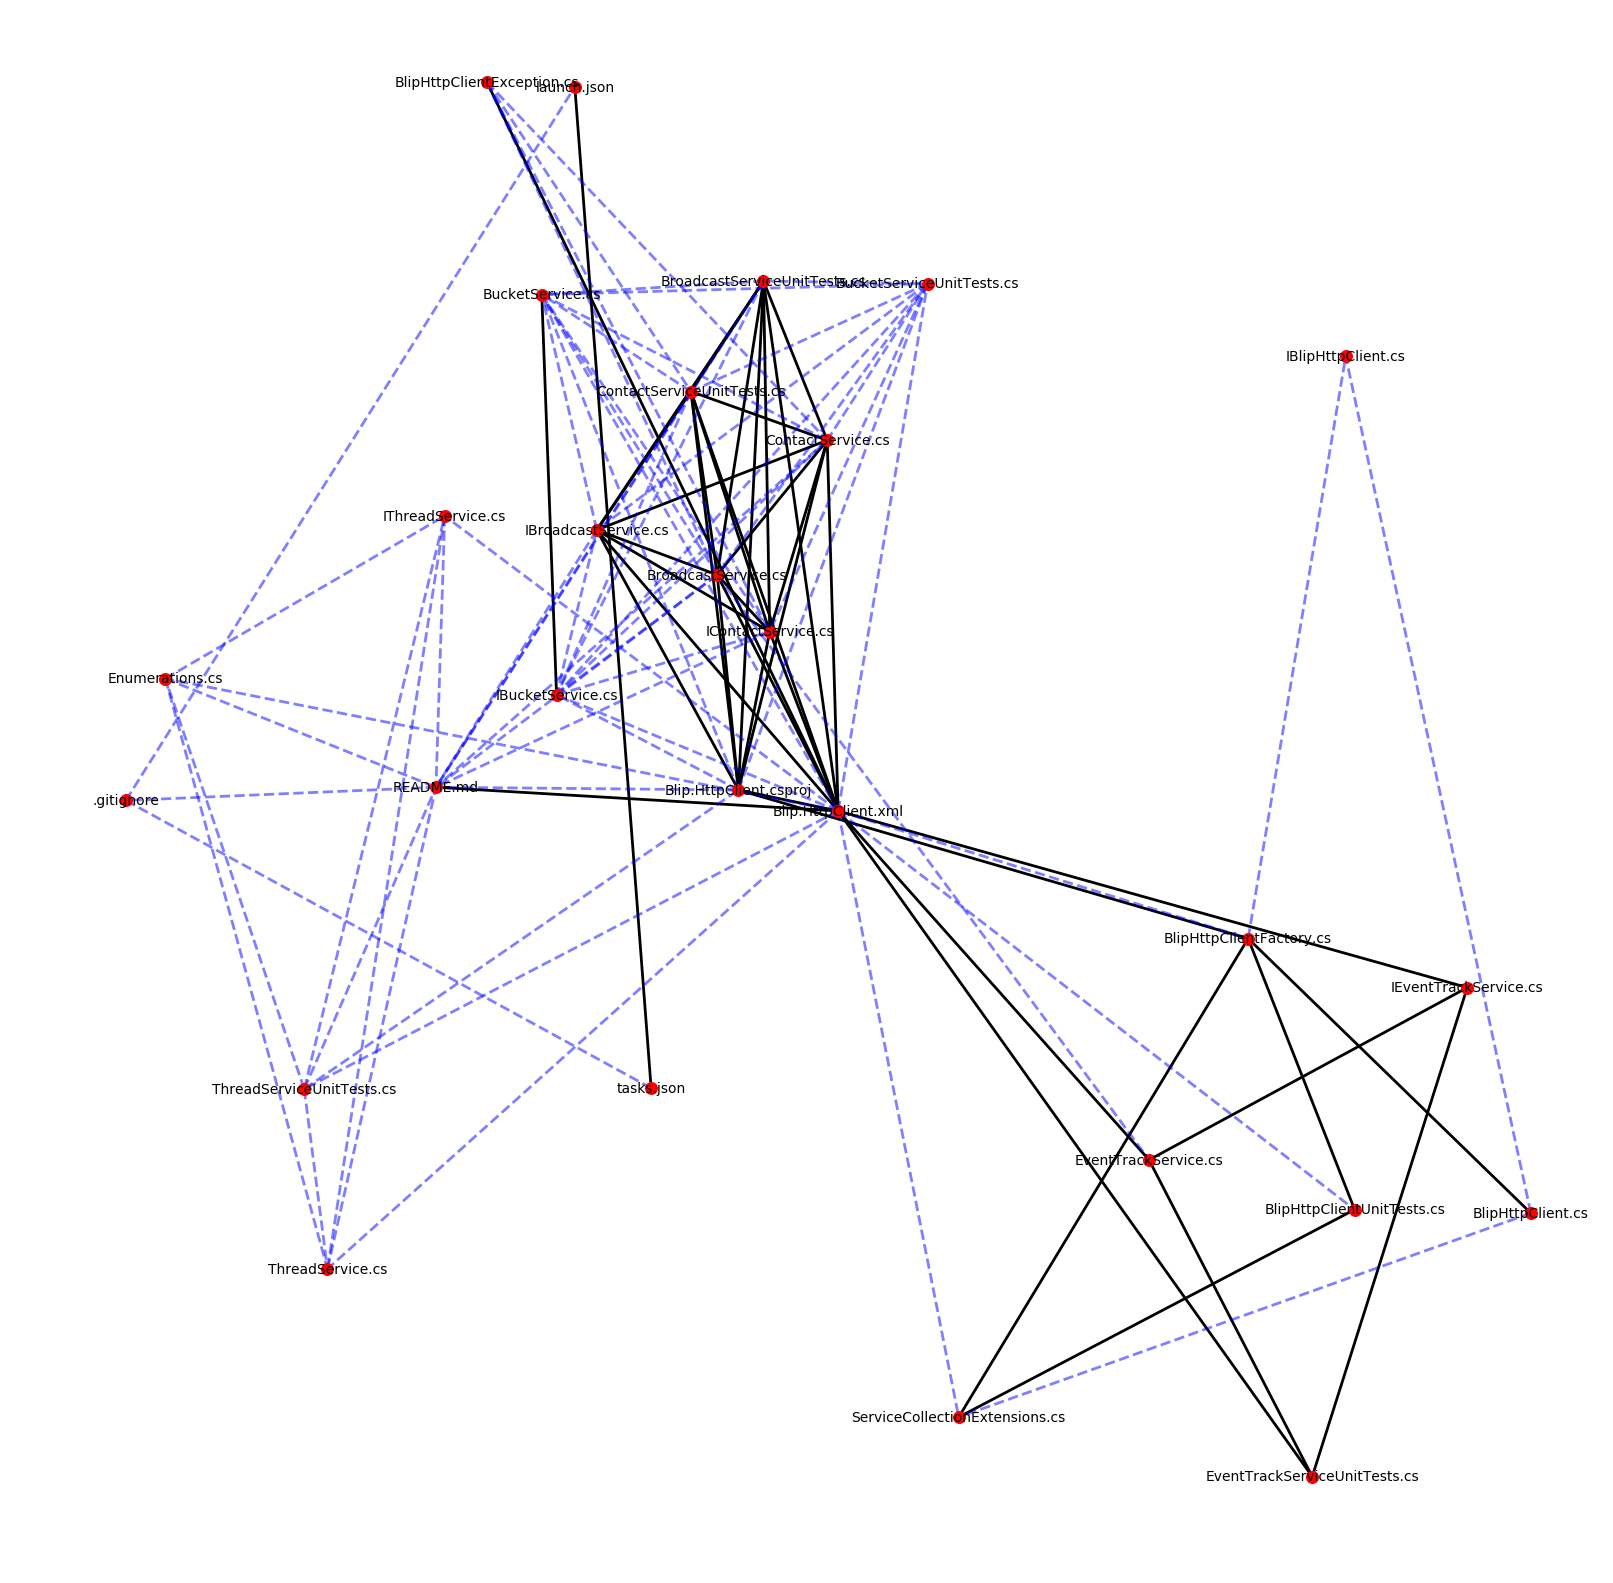 BlipHttpClientException.cs
launch.json
BroadcastServiceUnitTests.cs
BucketServiceUnitTests.cs
BucketService.cs
IBlipHttpClient.cs
ContactServiceUnitTests.cs
ContactService.cs
IThreadService.cs
IBroadcastService.cs
BroadcastService.cs
IContactService.cs
Enumerations.cs
IBucketService.cs
README.md
Blip.HttpClient.csproj
.gitignore
Blip.HttpClient.xml
BlipHttpClientFactory.cs
IEventTrackService.cs
ThreadServiceUnitTests.cs
tasks.json
EventTrackService.cs
BlipHttpClientUnitTests.cs
BlipHttpClient.cs
ThreadService.cs
ServiceCollectionExtensions.cs
EventTrackServiceUnitTests.cs